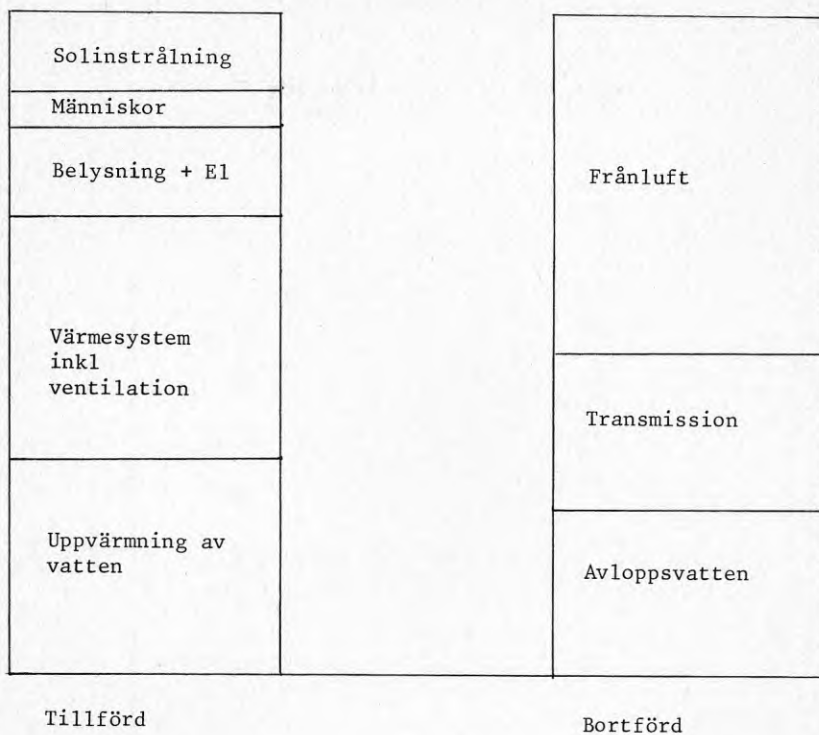 Solinstrålning
Människor
Belysning + El
Värmesystem
inkl
ventilation
Uppvärmning av
vatten
Tillförd
Frånluft
Transmission
Avloppsvatten
Bortförd